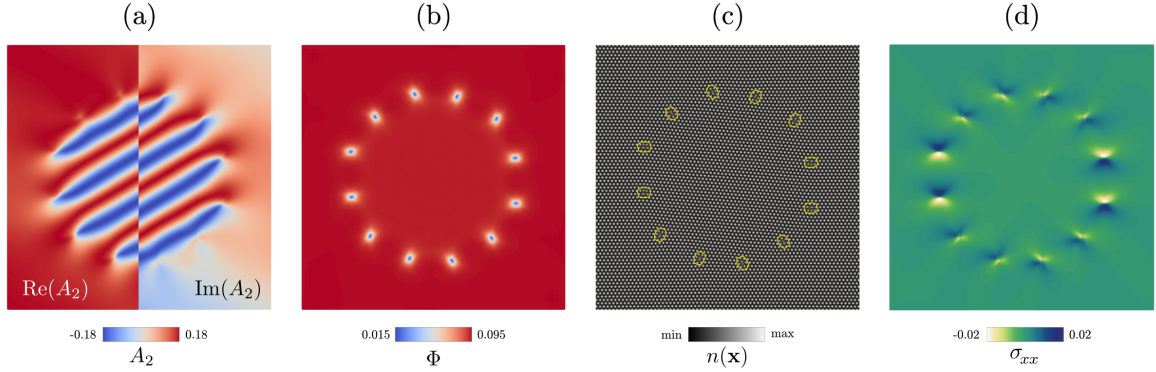 (a) (b) (c) (d)
Re(A₂) Im(A₂)
-0.18 0.18 0.015 0.095 min max -0.02 0.02
A₂ Φ n(x) σₓₓ